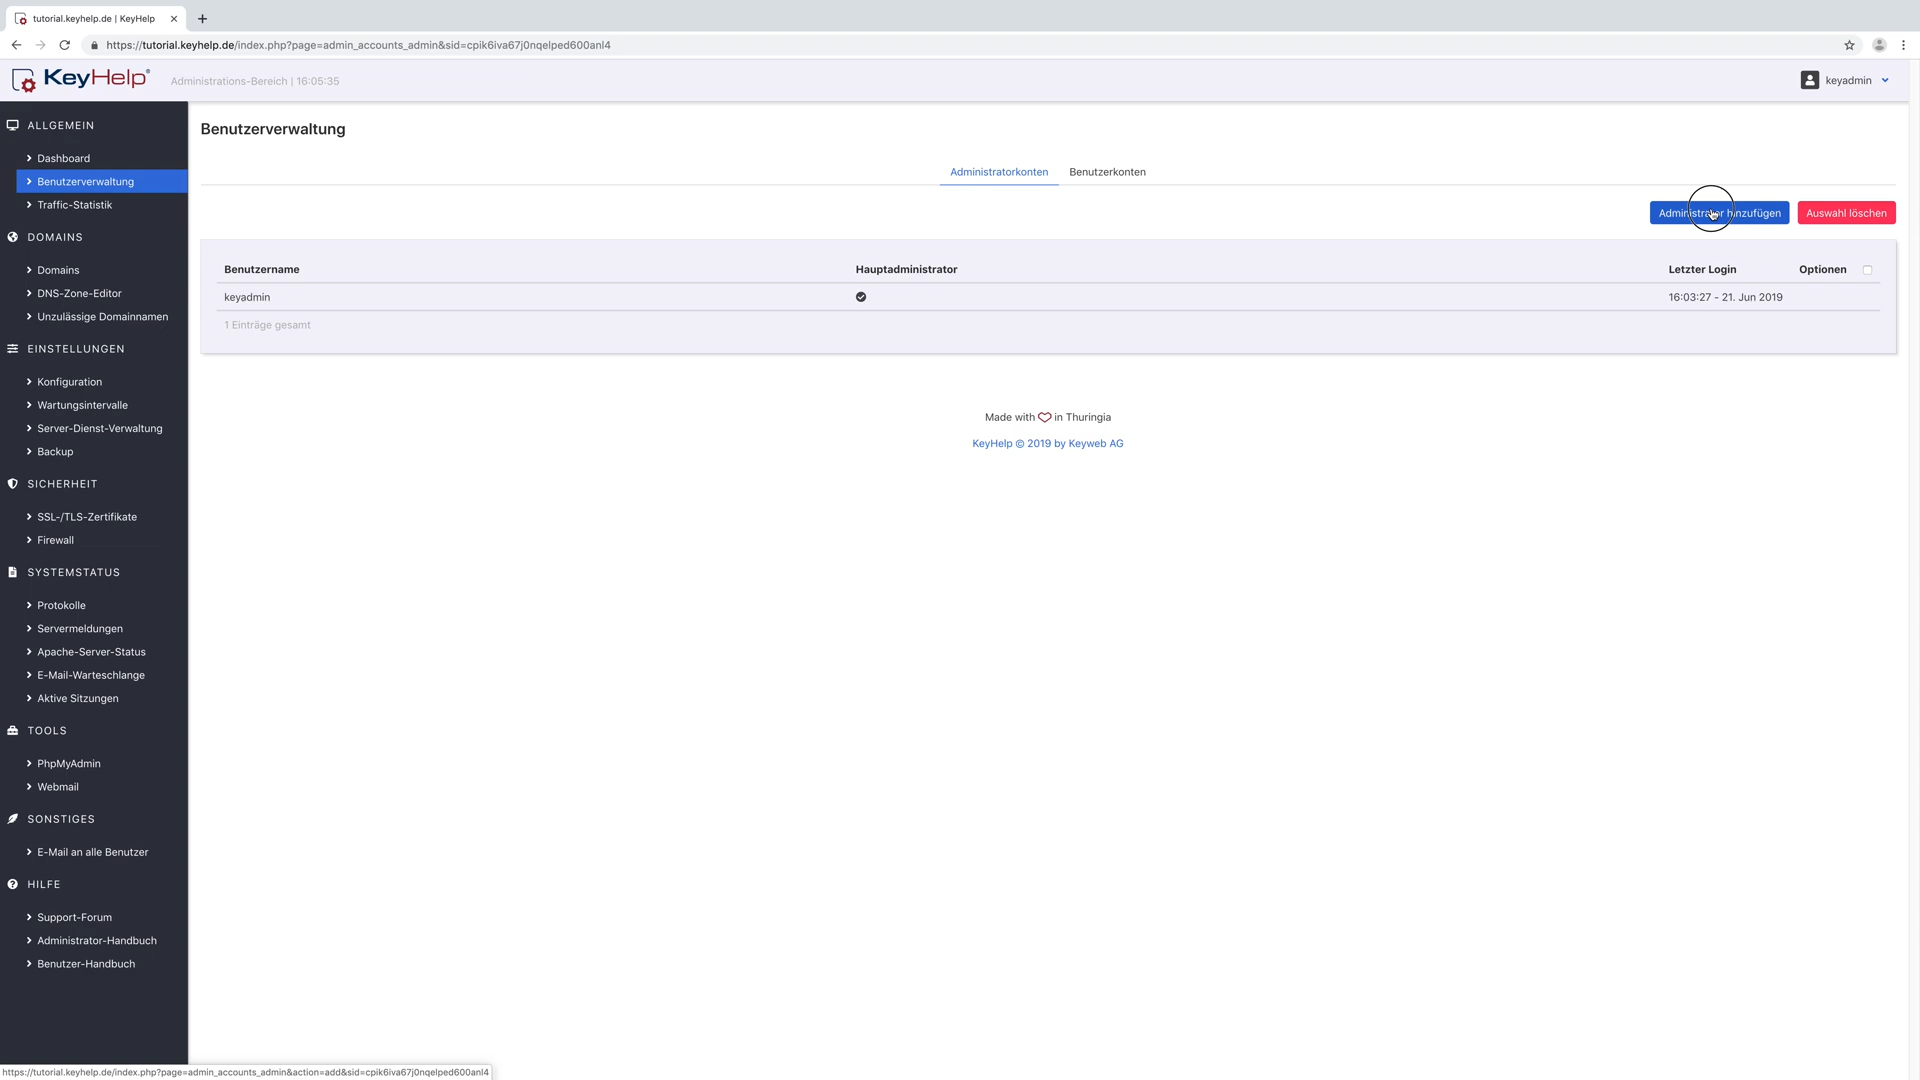 tutorial.keyhelp.de | KeyHelp
https://tutorial.keyhelp.de/index.php?page=admin_accounts_admin&sid=cpik6iva67j0nqelped600anl4
KeyHelp®
Administrations-Bereich | 16:05:35
keyadmin
ALLGEMEIN
Dashboard
Benutzerverwaltung
Traffic-Statistik
DOMAINS
Domains
DNS-Zone-Editor
Unzulässige Domainnamen
EINSTELLUNGEN
Konfiguration
Wartungsintervalle
Server-Dienst-Verwaltung
Backup
SICHERHEIT
SSL-/TLS-Zertifikate
Firewall
SYSTEMSTATUS
Protokolle
Servermeldungen
Apache-Server-Status
E-Mail-Warteschlange
Aktive Sitzungen
TOOLS
PhpMyAdmin
Webmail
SONSTIGES
E-Mail an alle Benutzer
HILFE
Support-Forum
Administrator-Handbuch
Benutzer-Handbuch
Benutzerverwaltung
Administratorkonten Benutzerkonten
Administrator hinzufügen Auswahl löschen
Benutzername Hauptadministrator Letzter Login Optionen
keyadmin 16:03:27 - 21. Jun 2019
1 Einträge gesamt
Made with in Thuringia
KeyHelp © 2019 by Keyweb AG
https://tutorial.keyhelp.de/index.php?page=admin_accounts_admin&action=add&sid=cpik6iva67j0nqelped600anl4